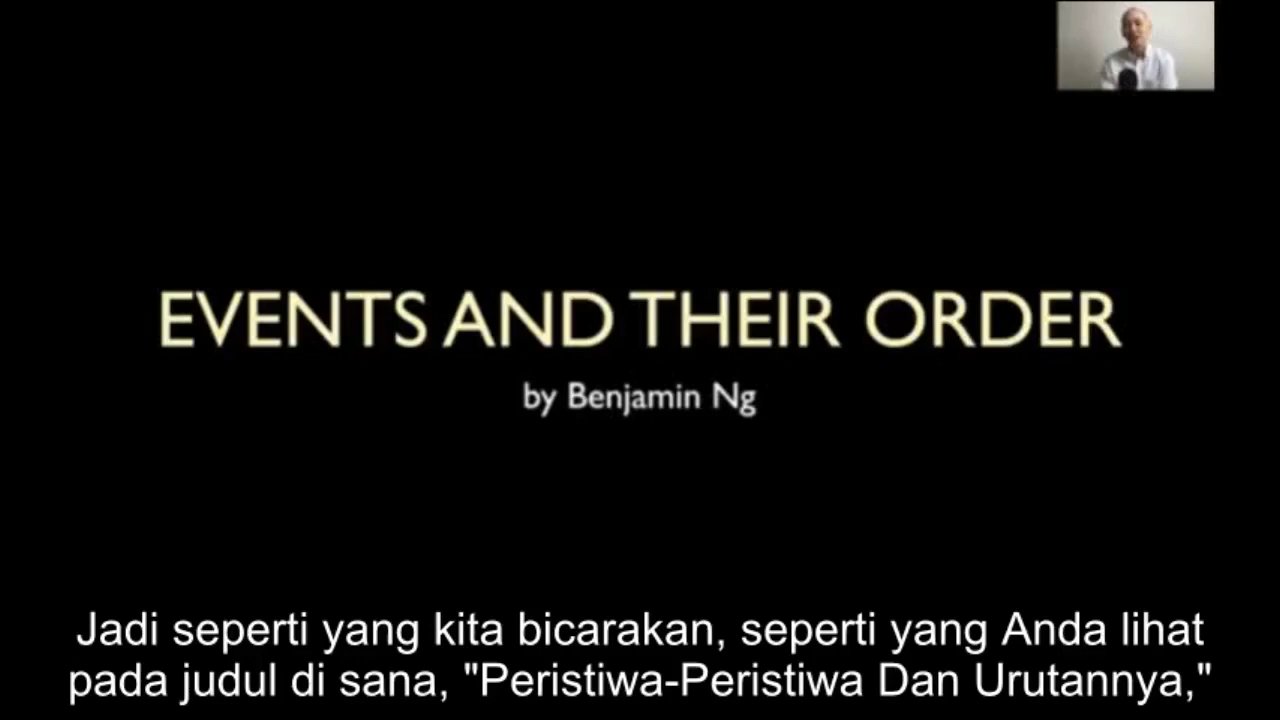 EVENTS AND THEIR ORDER
by Benjamin Ng
Jadi seperti yang kita bicarakan, seperti yang Anda lihat
pada judul di sana, "Peristiwa-Peristiwa Dan Urutannya,"